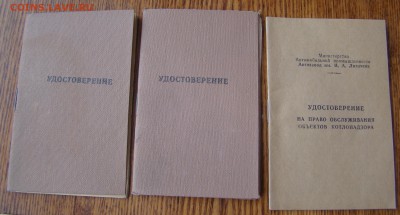 COINS.LAVE.RU
УДОСТОВЕРЕНИЕ
УДОСТОВЕРЕНИЕ
Министерство
Автомобильной промышленности
Автозавод им. И. А. Лихачева
УДОСТОВЕРЕНИЕ
НА ПРАВО ОБСЛУЖИВАНИЯ
ОБЪЕКТОВ КОТЛОНАДЗОРА